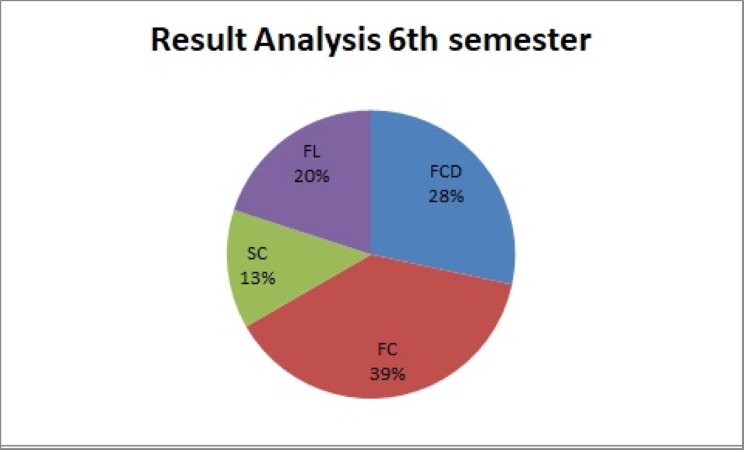 Result Analysis 6th semester
FL
20%
FCD
28%
SC
13%
FC
39%